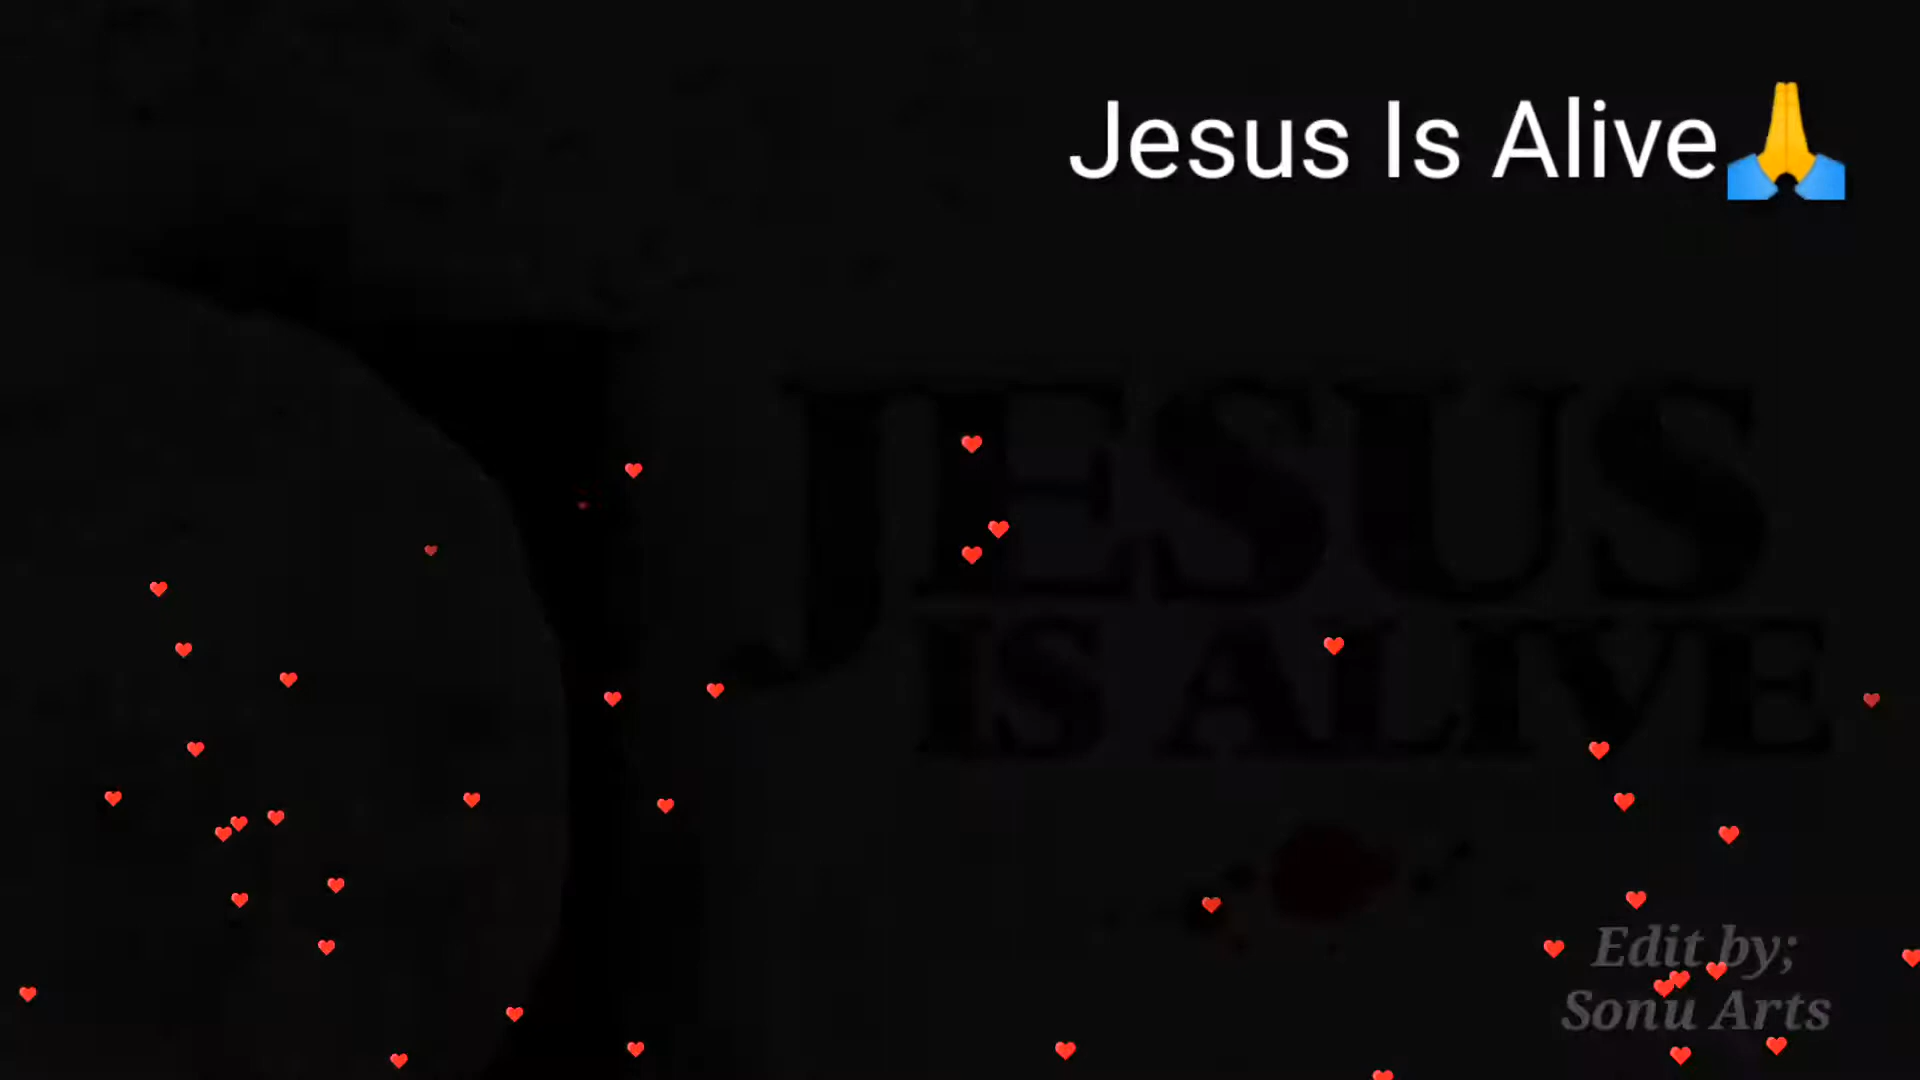 Jesus Is Alive🙏
JESUS
IS ALIVE
Edit by;
Sonu Arts